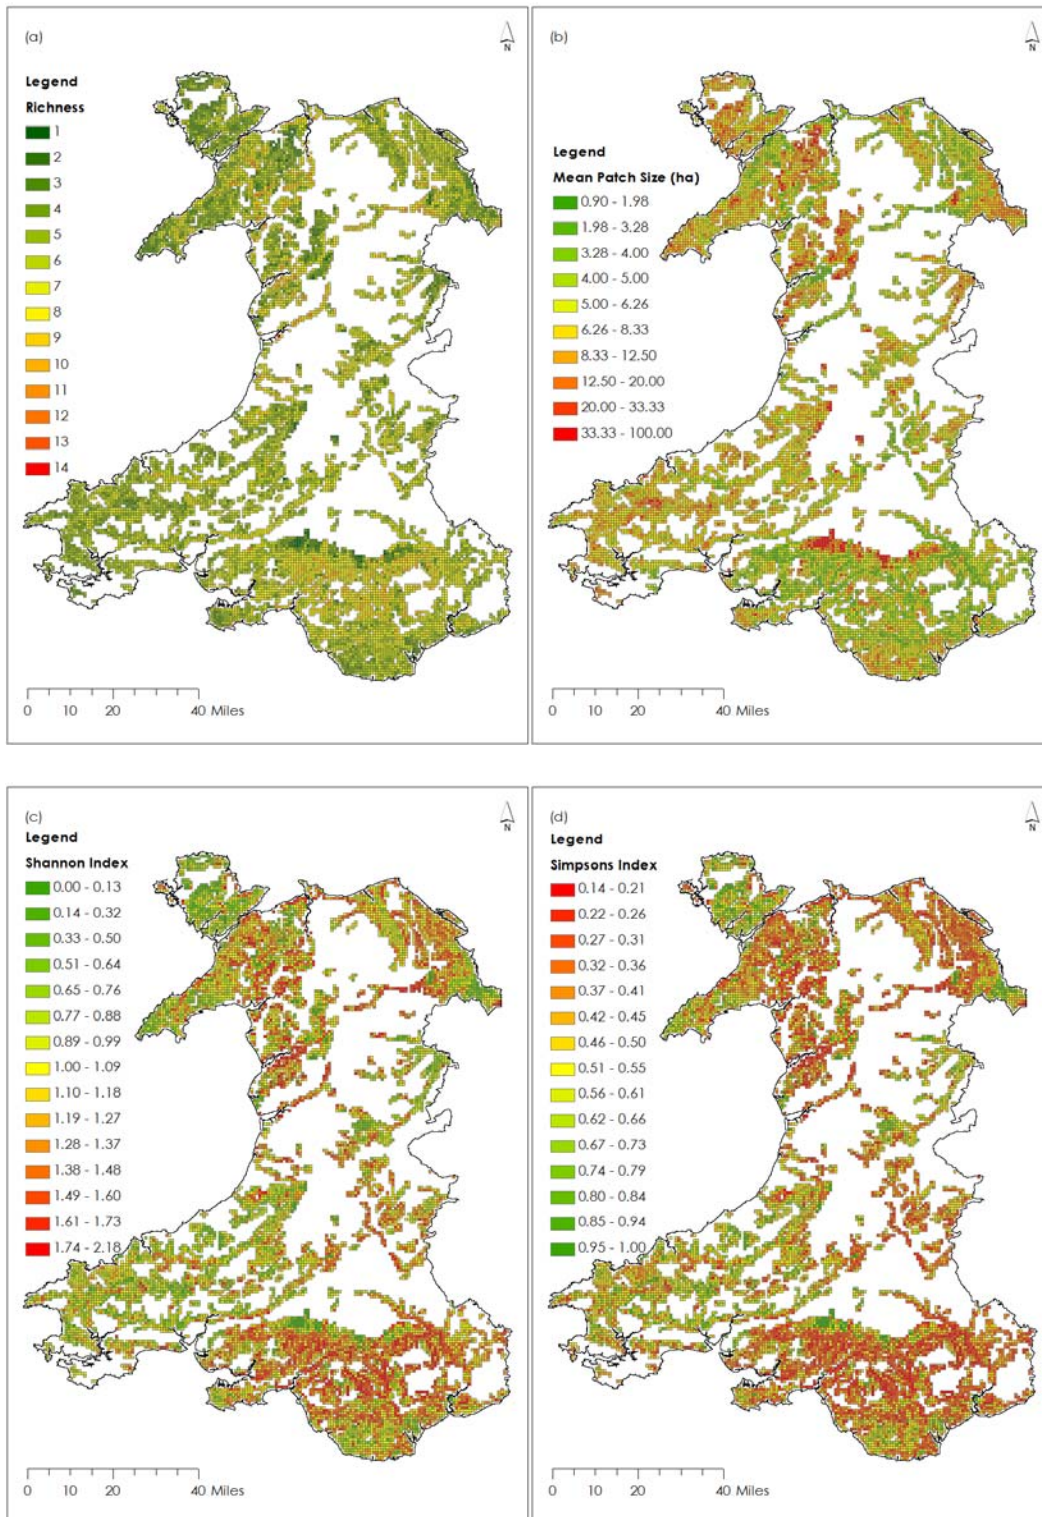 (a)
N
Legend
Richness
1
2
3
4
5
6
7
8
9
10
11
12
13
14
0 10 20 40 Miles
(b)
N
Legend
Mean Patch Size (ha)
0.90 - 1.98
1.98 - 3.28
3.28 - 4.00
4.00 - 5.00
5.00 - 6.26
6.26 - 8.33
8.33 - 12.50
12.50 - 20.00
20.00 - 33.33
33.33 - 100.00
0 10 20 40 Miles
(c)
N
Legend
Shannon Index
0.00 - 0.13
0.14 - 0.32
0.33 - 0.50
0.51 - 0.64
0.65 - 0.76
0.77 - 0.88
0.89 - 0.99
1.00 - 1.09
1.10 - 1.18
1.19 - 1.27
1.28 - 1.37
1.38 - 1.48
1.49 - 1.60
1.61 - 1.73
1.74 - 2.18
0 10 20 40 Miles
(d)
N
Legend
Simpsons Index
0.14 - 0.21
0.22 - 0.26
0.27 - 0.31
0.32 - 0.36
0.37 - 0.41
0.42 - 0.45
0.46 - 0.50
0.51 - 0.55
0.56 - 0.61
0.62 - 0.66
0.67 - 0.73
0.74 - 0.79
0.80 - 0.84
0.85 - 0.94
0.95 - 1.00
0 10 20 40 Miles